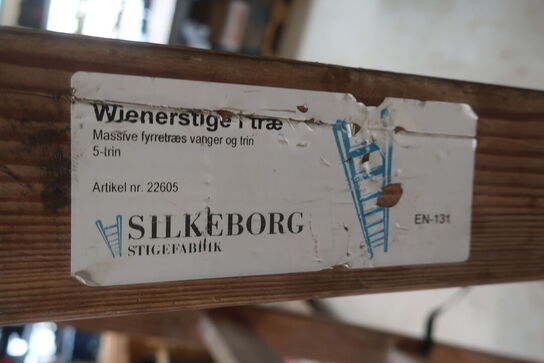 Wienerstige i træ
Massive fyrretræs vanger og trin
5-trin
Artikel nr. 22605
SILKEBORG
STIGEFABRIK
EN-131